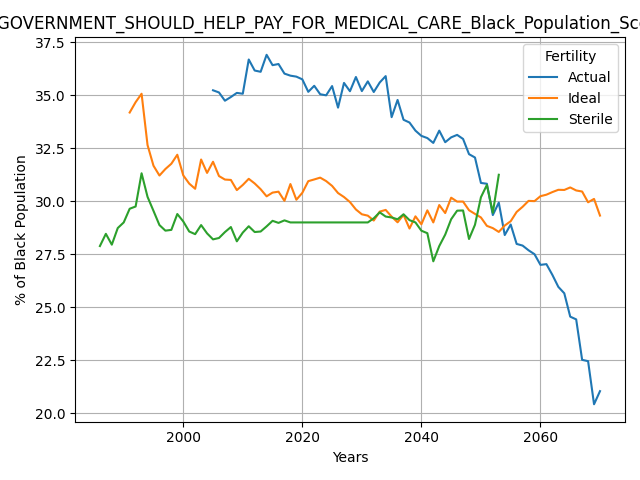 GOVERNMENT_SHOULD_HELP_PAY_FOR_MEDICAL_CARE_Black_Population_Sc
37.5
35.0
32.5
30.0
27.5
25.0
22.5
20.0
% of Black Population
Fertility
Actual
Ideal
Sterile
2000
2020
2040
2060
Years